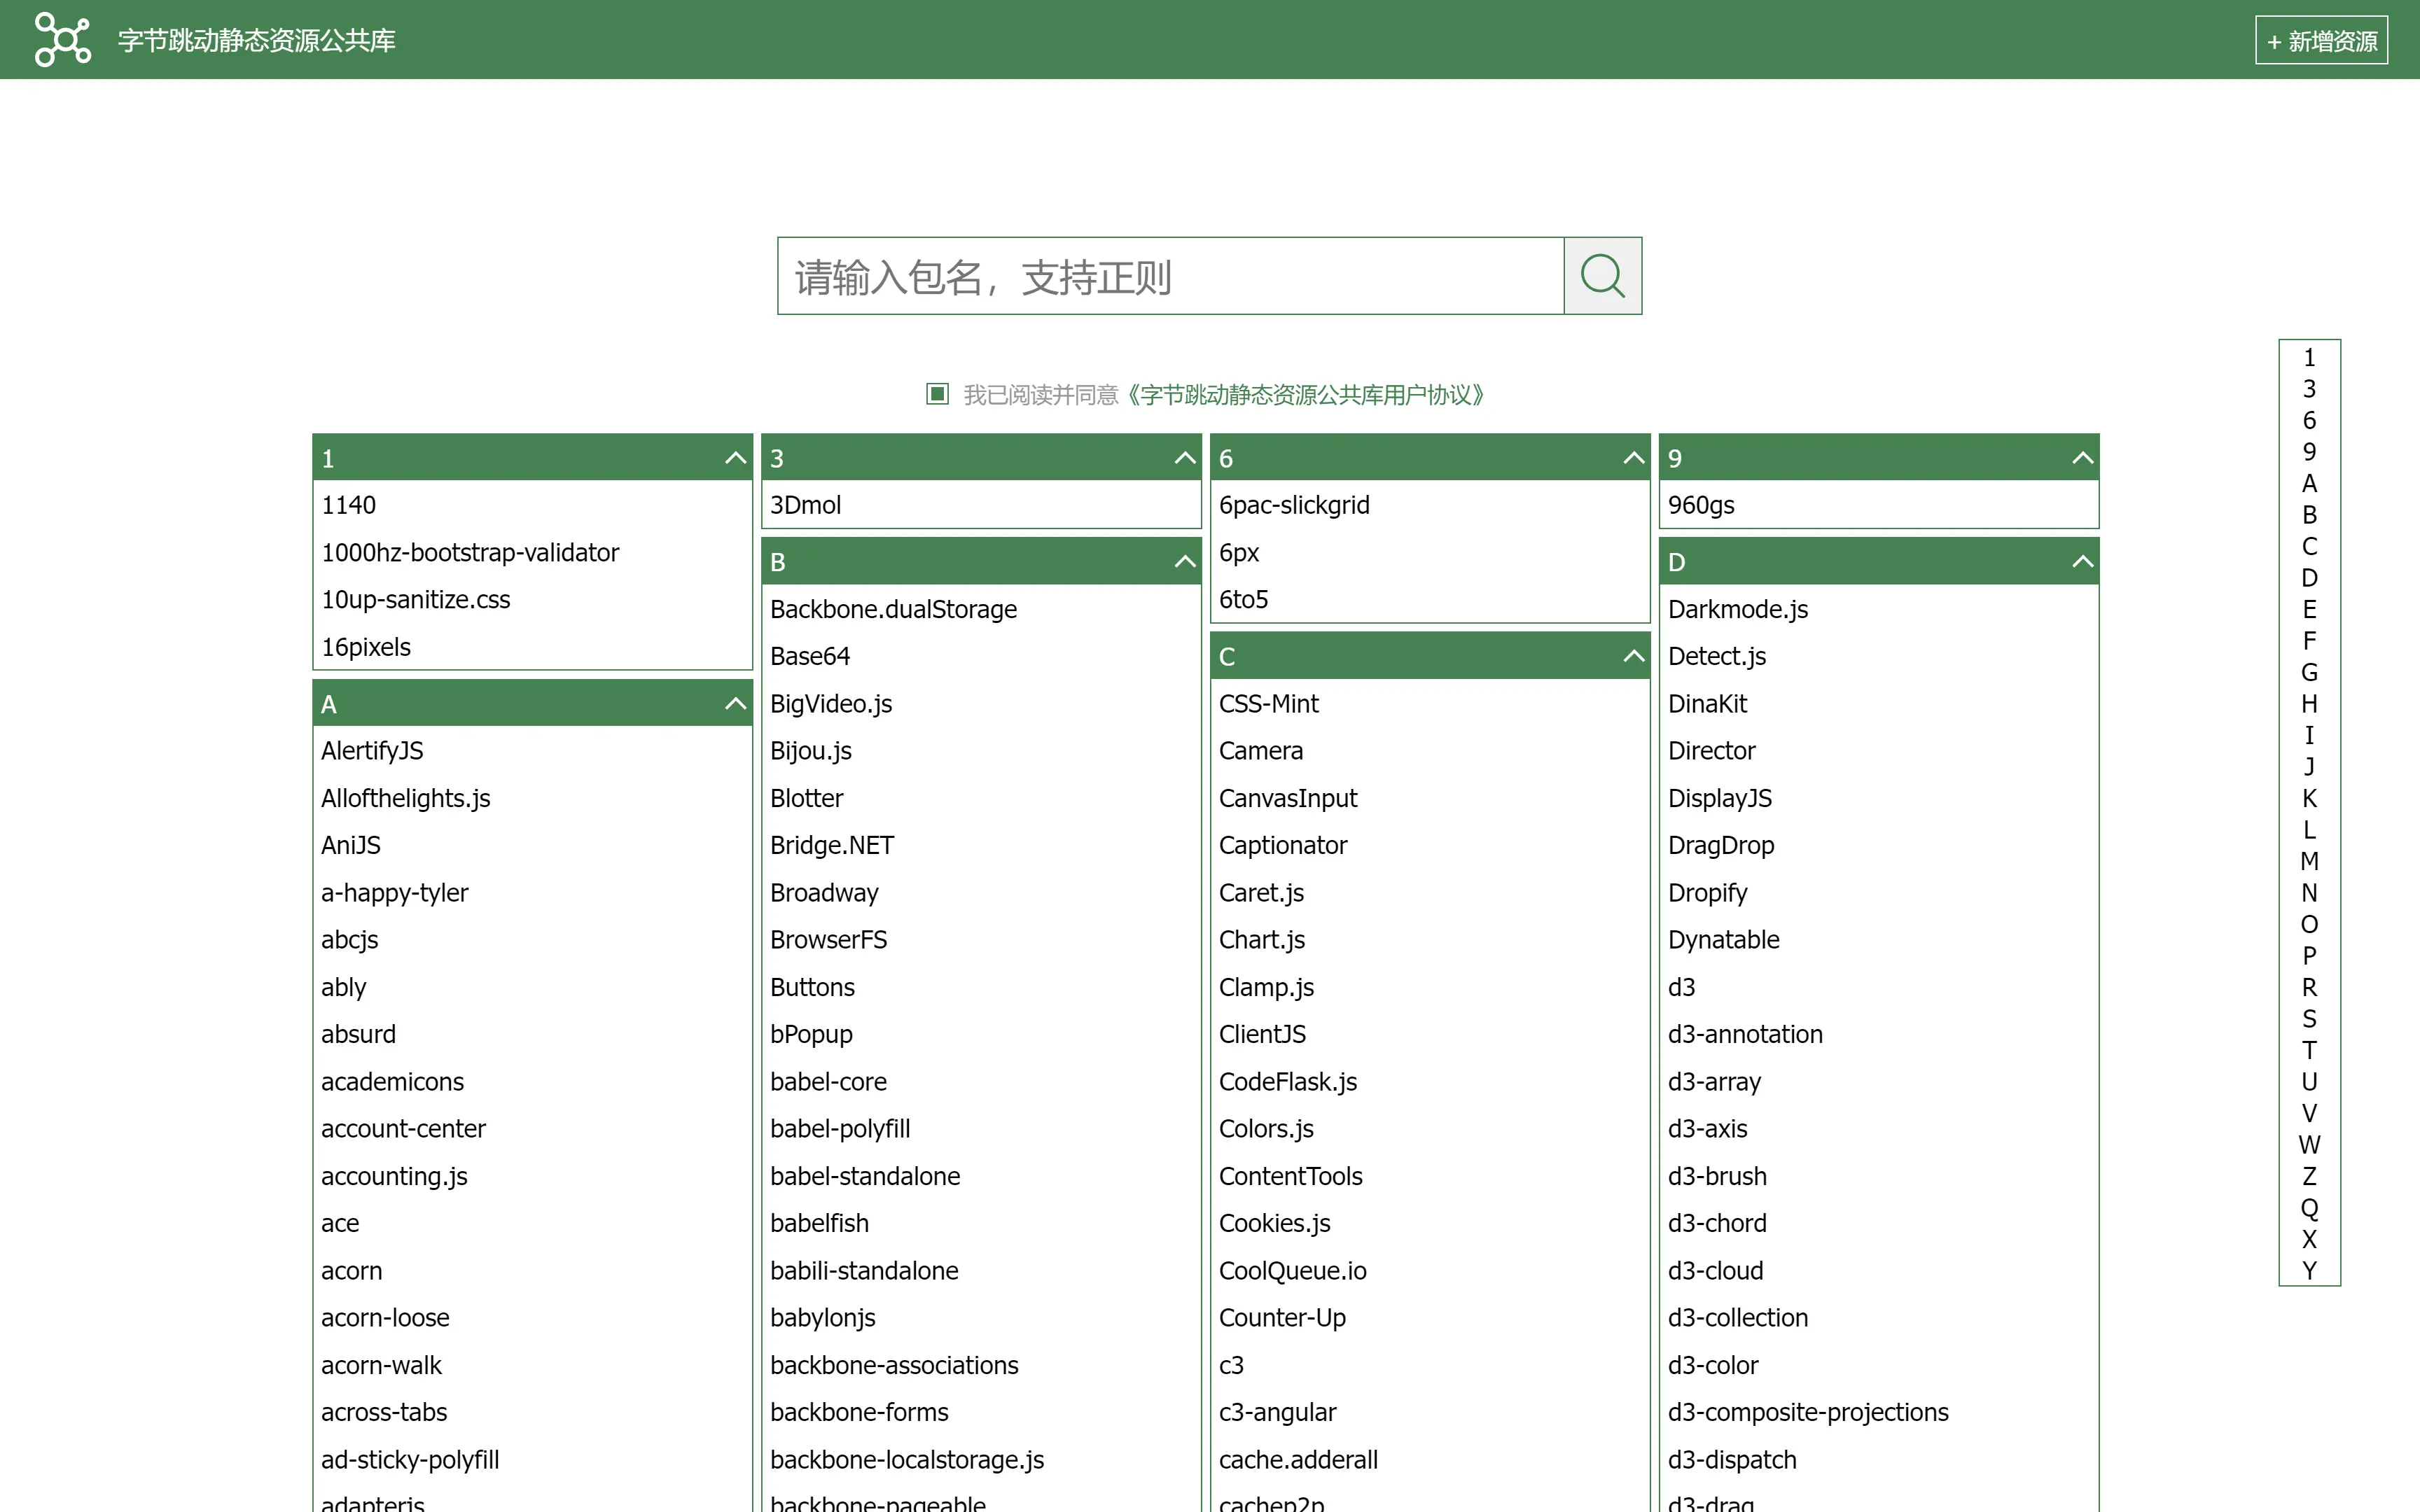 字节跳动静态资源公共库
+ 新增资源
请输入包名，支持正则
我已阅读并同意《字节跳动静态资源公共库用户协议》
1
1140
1000hz-bootstrap-validator
10up-sanitize.css
16pixels
A
AlertifyJS
Allofthelights.js
AniJS
a-happy-tyler
abcjs
ably
absurd
academicons
account-center
accounting.js
ace
acorn
acorn-loose
acorn-walk
across-tabs
ad-sticky-polyfill
adapterjs
3
3Dmol
B
Backbone.dualStorage
Base64
BigVideo.js
Bijou.js
Blotter
Bridge.NET
Broadway
BrowserFS
Buttons
bPopup
babel-core
babel-polyfill
babel-standalone
babelfish
babili-standalone
babylonjs
backbone-associations
backbone-forms
backbone-localstorage.js
backbone-pageable
6
6pac-slickgrid
6px
6to5
C
CSS-Mint
Camera
CanvasInput
Captionator
Caret.js
Chart.js
Clamp.js
ClientJS
CodeFlask.js
Colors.js
ContentTools
Cookies.js
CoolQueue.io
Counter-Up
c3
c3-angular
cache.adderall
cachep2p
9
960gs
D
Darkmode.js
Detect.js
DinaKit
Director
DisplayJS
DragDrop
Dropify
Dynatable
d3
d3-annotation
d3-array
d3-axis
d3-brush
d3-chord
d3-cloud
d3-collection
d3-color
d3-composite-projections
d3-dispatch
d3-drag
1
3
6
9
A
B
C
D
E
F
G
H
I
J
K
L
M
N
O
P
R
S
T
U
V
W
Z
Q
X
Y